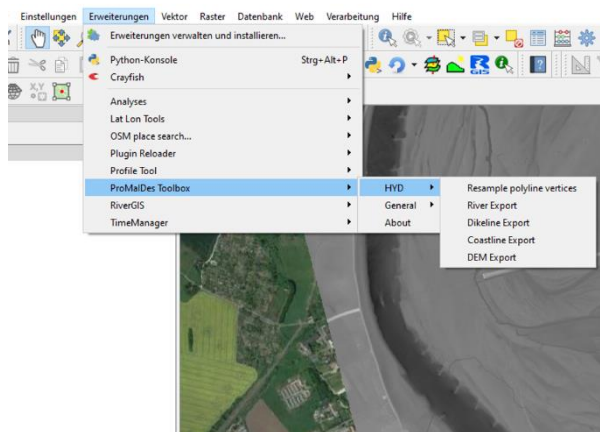 Einstellungen Erweiterungen Vektor Raster Datenbank Web Verarbeitung Hilfe
Erweiterungen verwalten und installieren...
Python-Konsole Strg+Alt+P
Crayfish
Analyses
Lat Lon Tools
OSM place search...
Plugin Reloader
Profile Tool
ProMaIDes Toolbox HYD Resample polyline vertices
RiverGIS General River Export
TimeManager About Dikeline Export
Coastline Export
DEM Export
X,Y
GIS